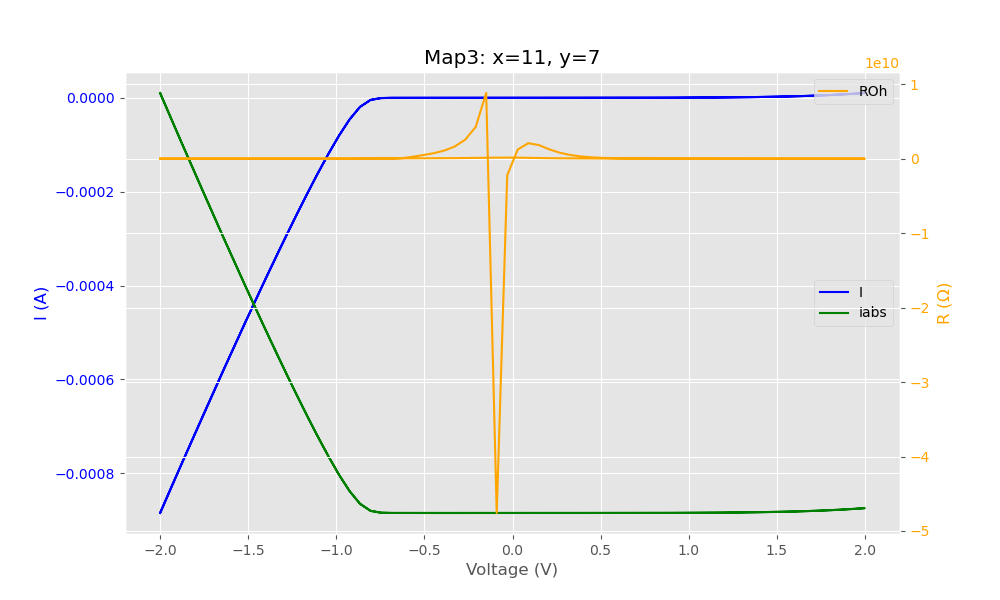 Map3: x=11, y=7
1e10
0.0000
−0.0002
−0.0004
−0.0006
−0.0008
I (A)
−2.0
−1.5
−1.0
−0.5
0.0
0.5
1.0
1.5
2.0
Voltage (V)
1
0
−1
−2
−3
−4
−5
R (Ω)
ROh
I
iabs